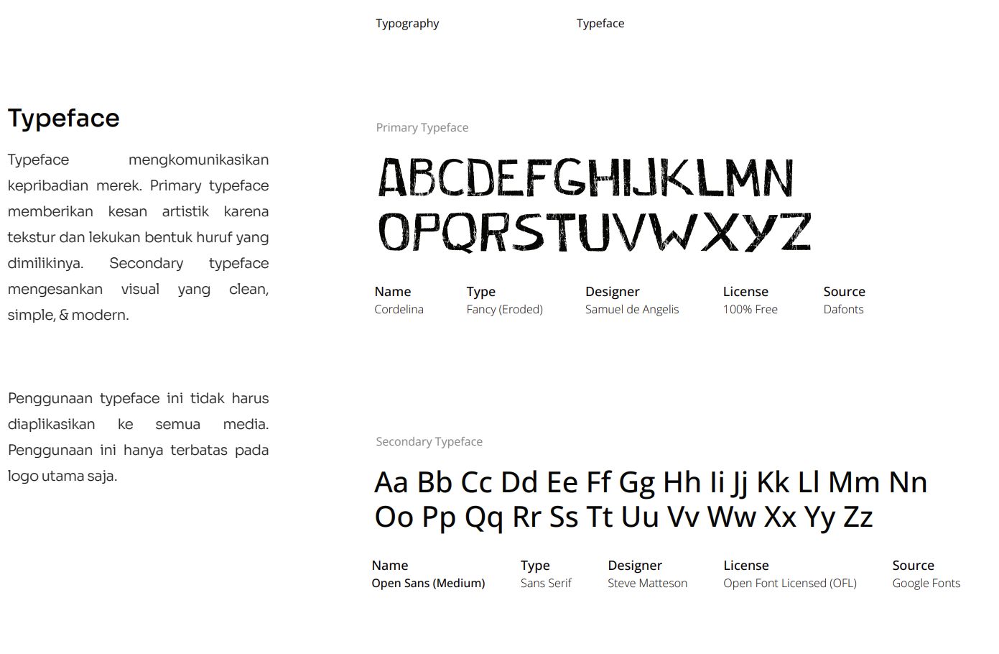 Typography Typeface
Typeface
Typeface mengkomunikasikan
kepribadian merek. Primary typeface
memberikan kesan artistik karena
tekstur dan lekukan bentuk huruf yang
dimilikinya. Secondary typeface
mengesankan visual yang clean,
simple, & modern.
Penggunaan typeface ini tidak harus
diaplikasikan ke semua media.
Penggunaan ini hanya terbatas pada
logo utama saja.
Primary Typeface
ABCDEFGHIJKLMN
OPQRSTUVWXYZ
Name Type Designer License Source
Cordelina Fancy (Eroded) Samuel de Angelis 100% Free Dafonts
Secondary Typeface
Aa Bb Cc Dd Ee Ff Gg Hh Ii Jj Kk Ll Mm Nn
Oo Pp Qq Rr Ss Tt Uu Vv Ww Xx Yy Zz
Name Type Designer License Source
Open Sans (Medium) Sans Serif Steve Matteson Open Font Licensed (OFL) Google Fonts